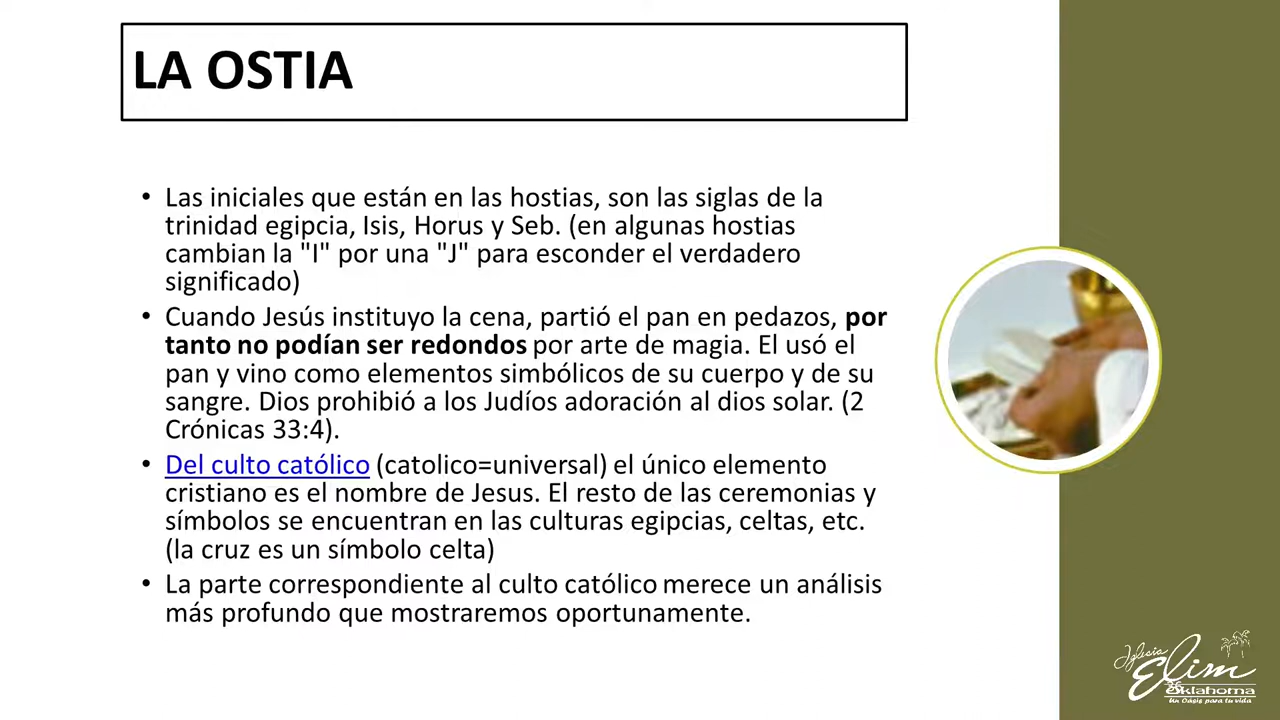 LA OSTIA
• Las iniciales que están en las hostias, son las siglas de la
trinidad egipcia, Isis, Horus y Seb. (en algunas hostias
cambian la "I" por una "J" para esconder el verdadero
significado)
• Cuando Jesús instituyo la cena, partió el pan en pedazos, por
tanto no podían ser redondos por arte de magia. El usó el
pan y vino como elementos simbólicos de su cuerpo y de su
sangre. Dios prohibió a los Judíos adoración al dios solar. (2
Crónicas 33:4).
• Del culto católico (catolico=universal) el único elemento
cristiano es el nombre de Jesus. El resto de las ceremonias y
símbolos se encuentran en las culturas egipcias, celtas, etc.
(la cruz es un símbolo celta)
• La parte correspondiente al culto católico merece un análisis
más profundo que mostraremos oportunamente.
Iglesia
Elim
Oklahoma
Un Oásis para tu vida